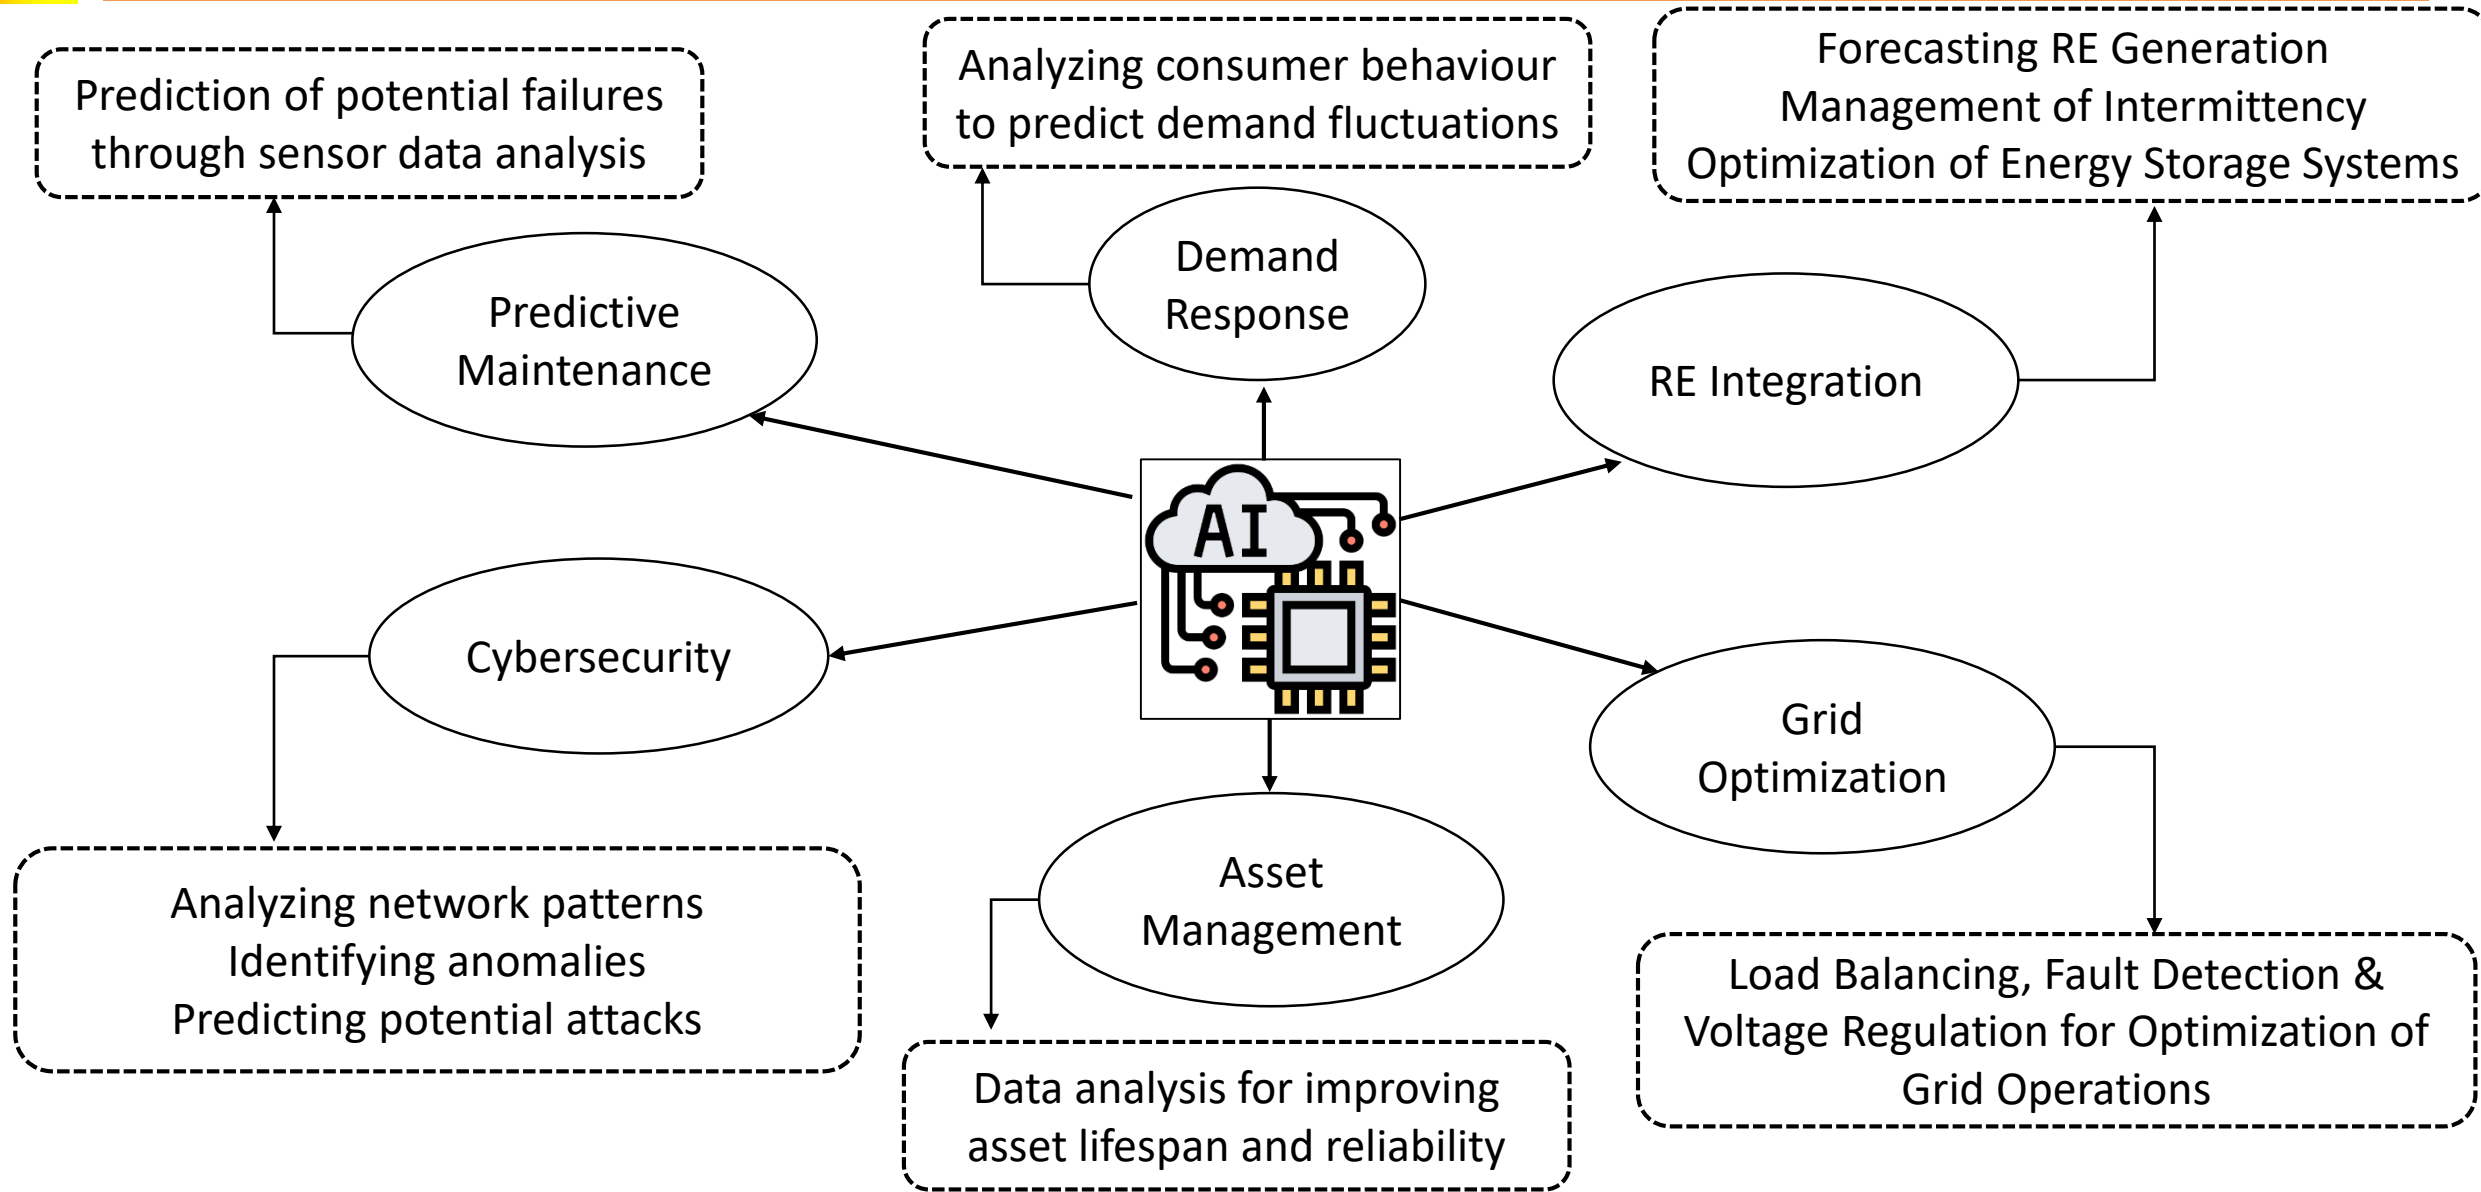 Prediction of potential failures
through sensor data analysis
Analyzing consumer behaviour
to predict demand fluctuations
Forecasting RE Generation
Management of Intermittency
Optimization of Energy Storage Systems
Predictive
Maintenance
Demand
Response
RE Integration
AI
Cybersecurity
Grid
Optimization
Asset
Management
Analyzing network patterns
Identifying anomalies
Predicting potential attacks
Data analysis for improving
asset lifespan and reliability
Load Balancing, Fault Detection &
Voltage Regulation for Optimization of
Grid Operations